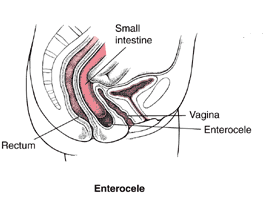 Small
intestine
Vagina
Enterocele
Rectum
Enterocele